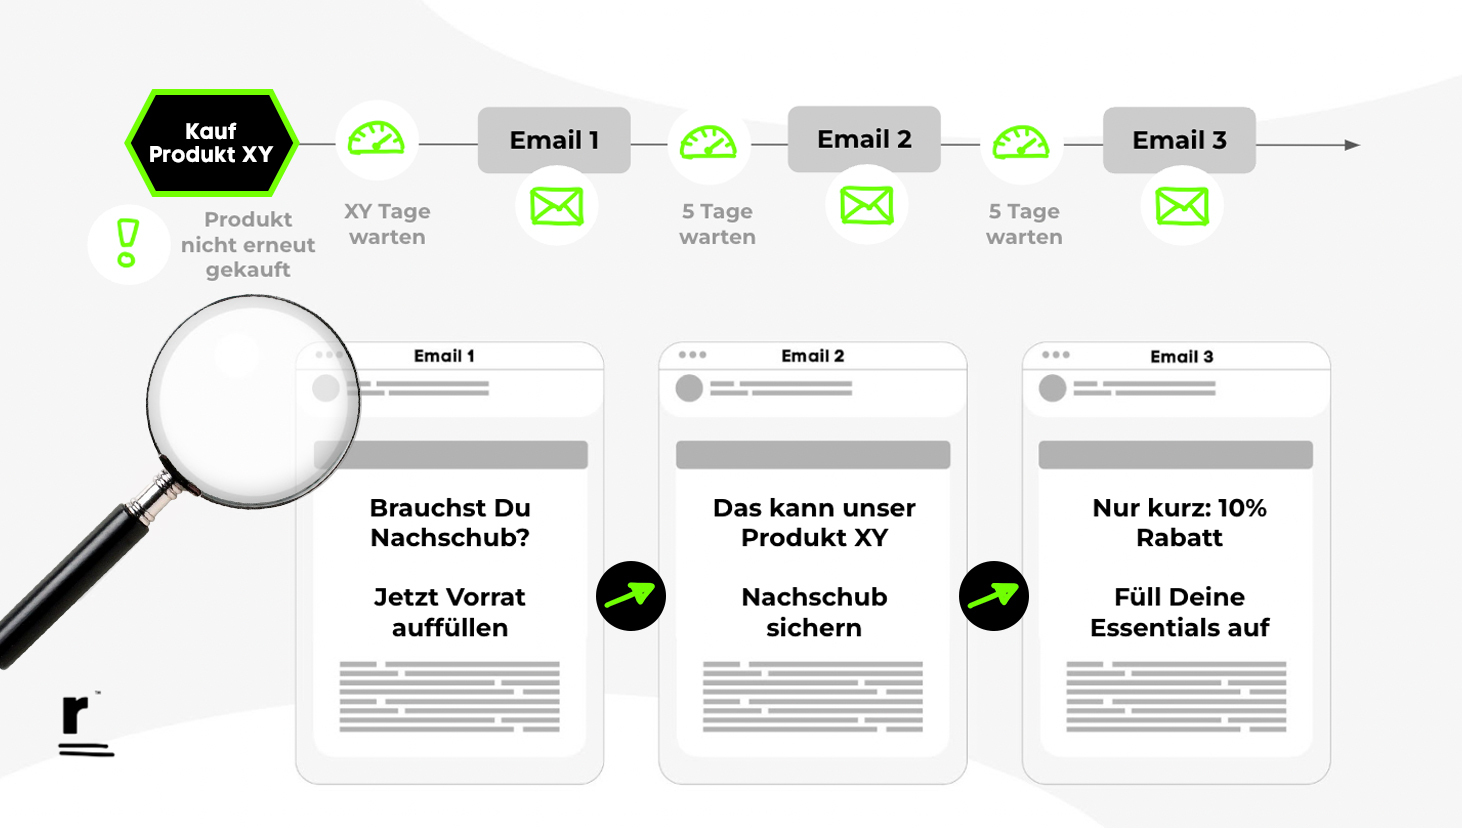 Kauf
Produkt XY
Email 1
Email 2
Email 3
Produkt
nicht erneut
gekauft
XY Tage
warten
5 Tage
warten
5 Tage
warten
Email 1
Brauchst Du
Nachschub?
Jetzt Vorrat
auffüllen
Email 2
Das kann unser
Produkt XY
Nachschub
sichern
Email 3
Nur kurz: 10%
Rabatt
Füll Deine
Essentials auf
r™